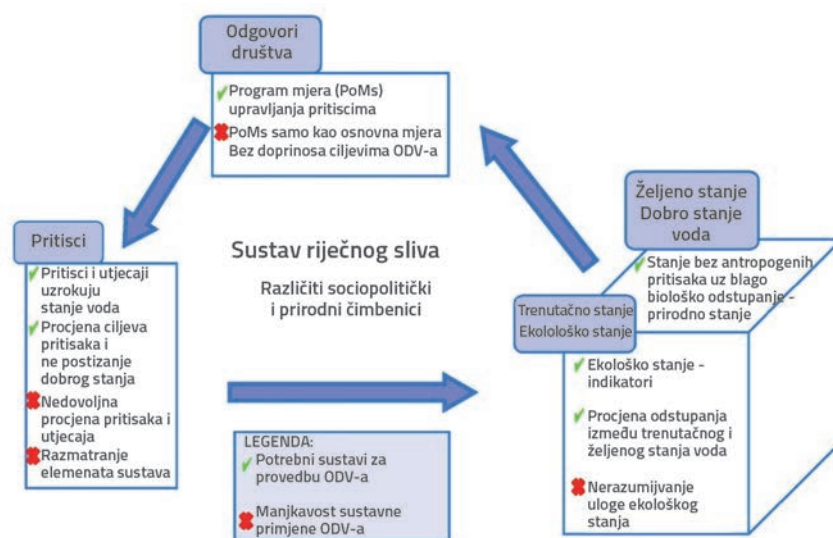 Odgovori
društva
Program mjera (PoMs)
upravljanja pritiscima
PoMs samo kao osnovna mjera
Bez doprinosa ciljevima ODV-a
Željeno stanje
Dobro stanje
voda
Stanje bez antropogenih
pritisaka uz blago
biološko odstupanje -
prirodno stanje
Pritisci
Pritisci i utjecaji
uzrokuju
stanje voda
Procjena ciljeva
pritisaka i
ne postizanje
dobrog stanja
Nedovoljna
procjena pritisaka i
utjecaja
Razmatranje
elemenata sustava
Sustav riječnog sliva
Različiti sociopolitički
i prirodni čimbenici
Trenutačno stanje
Ekolološko stanje
Ekološko stanje -
indikatori
Procjena odstupanja
između trenutačnog i
željenog stanja voda
Nerazumijvanje
uloge ekološkog
stanja
LEGENDA:
Potrebni sustavi za
provedbu ODV-a
Manjkavost sustavne
primjene ODV-a